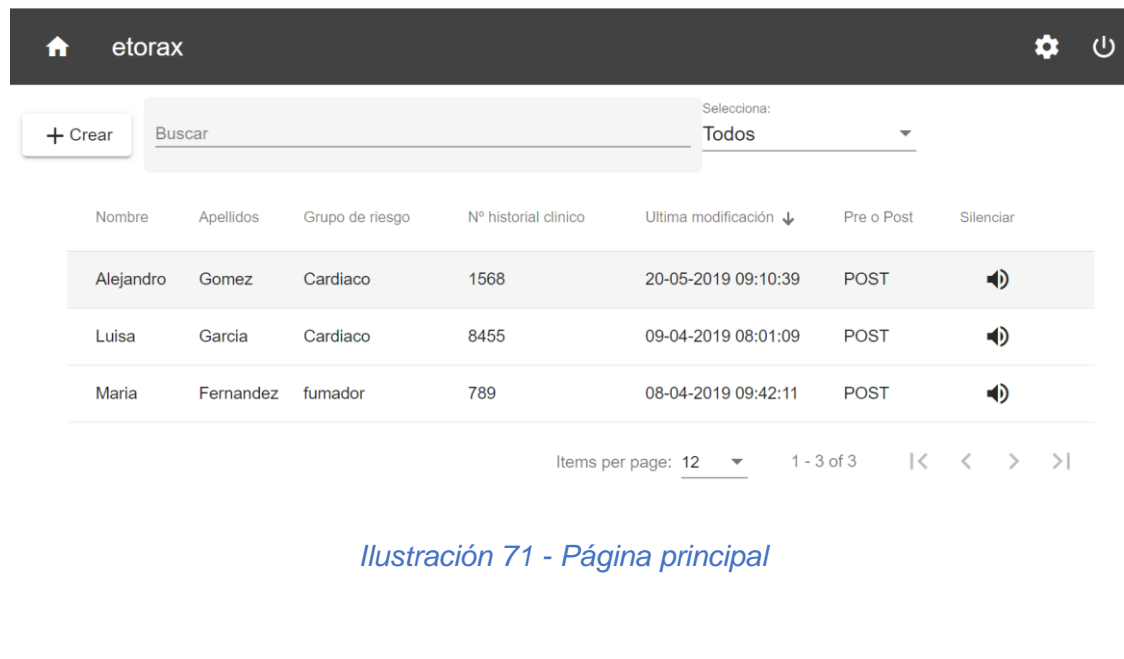 etorax
Crear
Buscar
Selecciona:
Todos
Nombre Apellidos Grupo de riesgo Nº historial clinico Ultima modificación Pre o Post Silenciar
Alejandro Gomez Cardiaco 1568 20-05-2019 09:10:39 POST
Luisa Garcia Cardiaco 8455 09-04-2019 08:01:09 POST
Maria Fernandez fumador 789 08-04-2019 09:42:11 POST
Items per page: 12 1 - 3 of 3
Ilustración 71 - Página principal